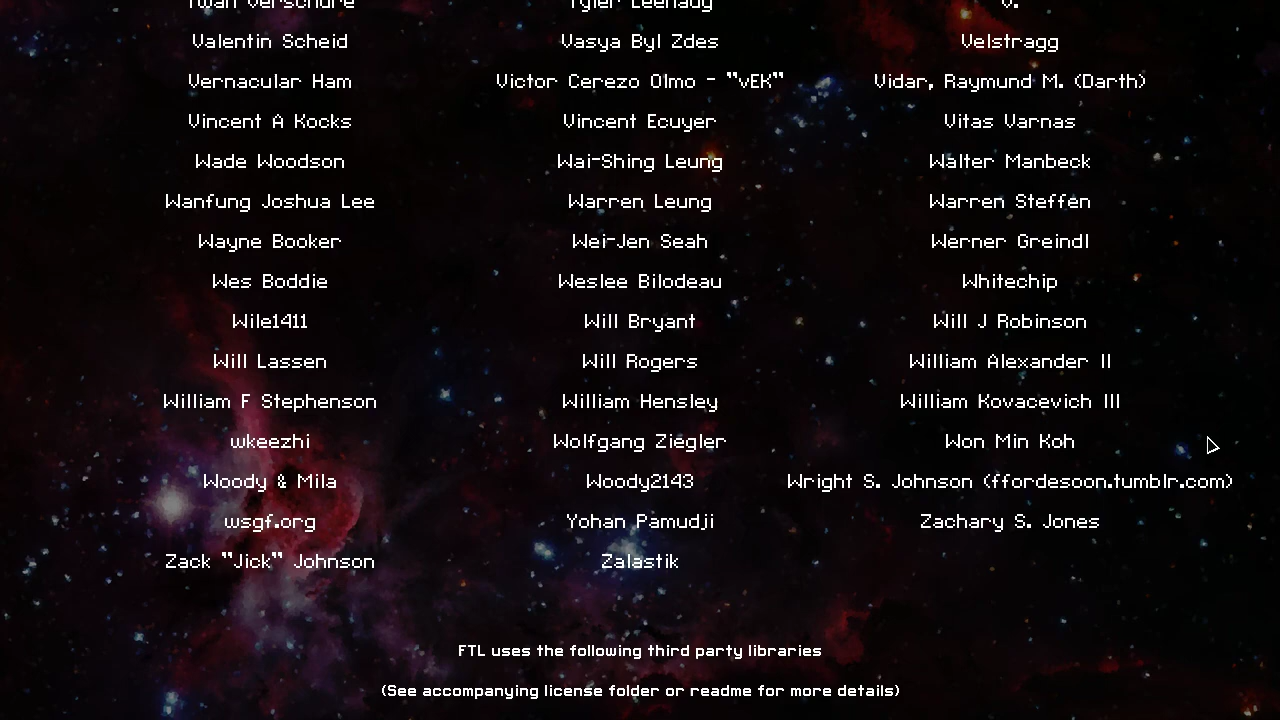 Iwan Verschure Tyler Leenady V.
Valentin Scheid Vasya Byl Zdes Velstragg
Vernacular Ham Victor Cerezo Olmo - "vEK" Vidar, Raymund M. (Darth)
Vincent A Kocks Vincent Ecuyer Vitas Varnas
Wade Woodson Wai-Shing Leung Walter Manbeck
Wanfung Joshua Lee Warren Leung Warren Steffen
Wayne Booker Wei-Jen Seah Werner Greindl
Wes Boddie Weslee Bilodeau Whitechip
Wile1411 Will Bryant Will J Robinson
Will Lassen Will Rogers William Alexander II
William F Stephenson William Hensley William Kovacevich III
wkeezhi Wolfgang Ziegler Won Min Koh
Woody & Mila Woody2143 Wright S. Johnson (ffordesoon.tumblr.com)
wsgf.org Yohan Pamudji Zachary S. Jones
Zack "Jick" Johnson Zalastik
FTL uses the following third party libraries
(See accompanying license folder or readme for more details)